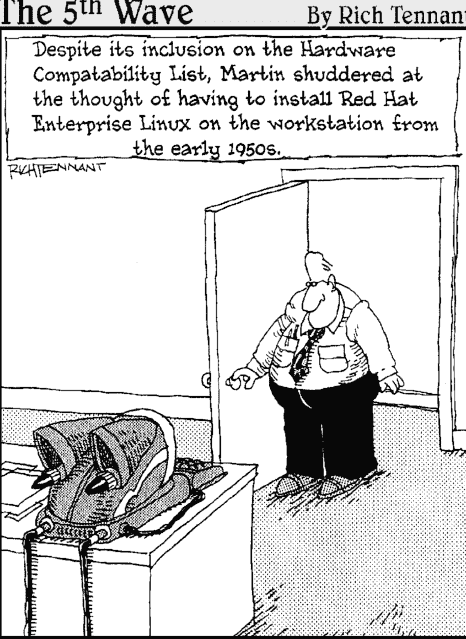 The 5th Wave By Rich Tennant
Despite its inclusion on the Hardware
Compatability List, Martin shuddered at
the thought of having to install Red Hat
Enterprise Linux on the workstation from
the early 1950s.
RICHTENNANT